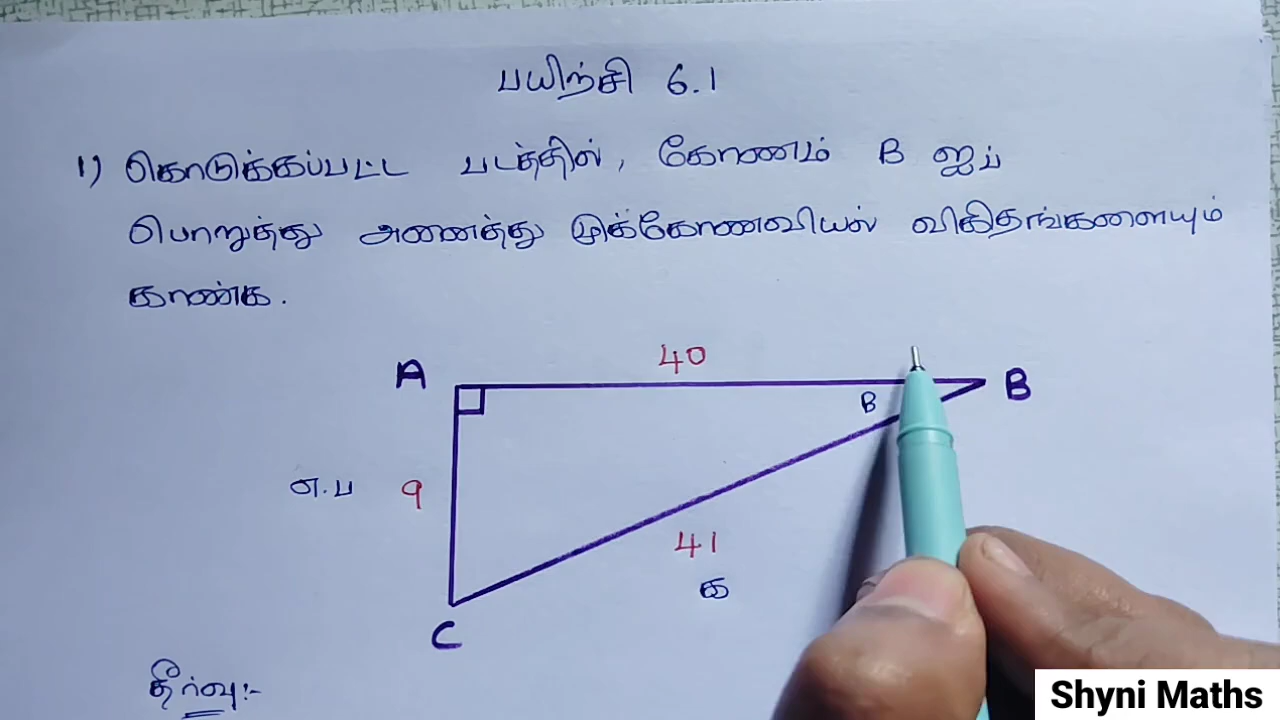 பயிற்சி 6.1
1) கொடுக்கப்பட்ட படத்தில், கோணம் B ஐப்
பொறுத்து அனைத்து முக்கோணவியல் விகிதங்களையும்
காண்க.
40
A
B
B
எ.ப 9
41
க
C
தீர்வு:-
Shyni Maths